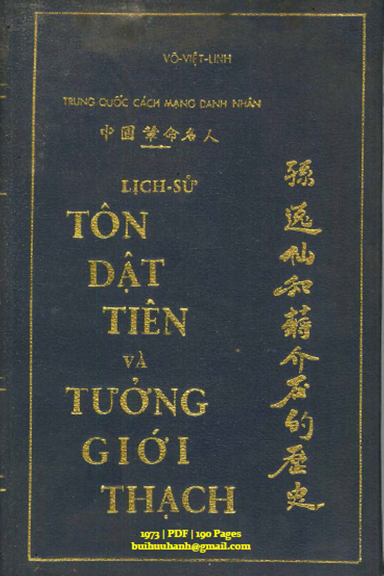 VÕ-VIỆT-LINH
TRUNG QUỐC CÁCH MẠNG DANH NHÂN
中國革命名人
LỊCH-SỬ
TÔN
DẬT
TIÊN
VÀ
TƯỞNG
GIỚI
THẠCH
孫逸仙和蔣介石的歷史
1973 | PDF | 190 Pages
buihuuhanh@gmail.com